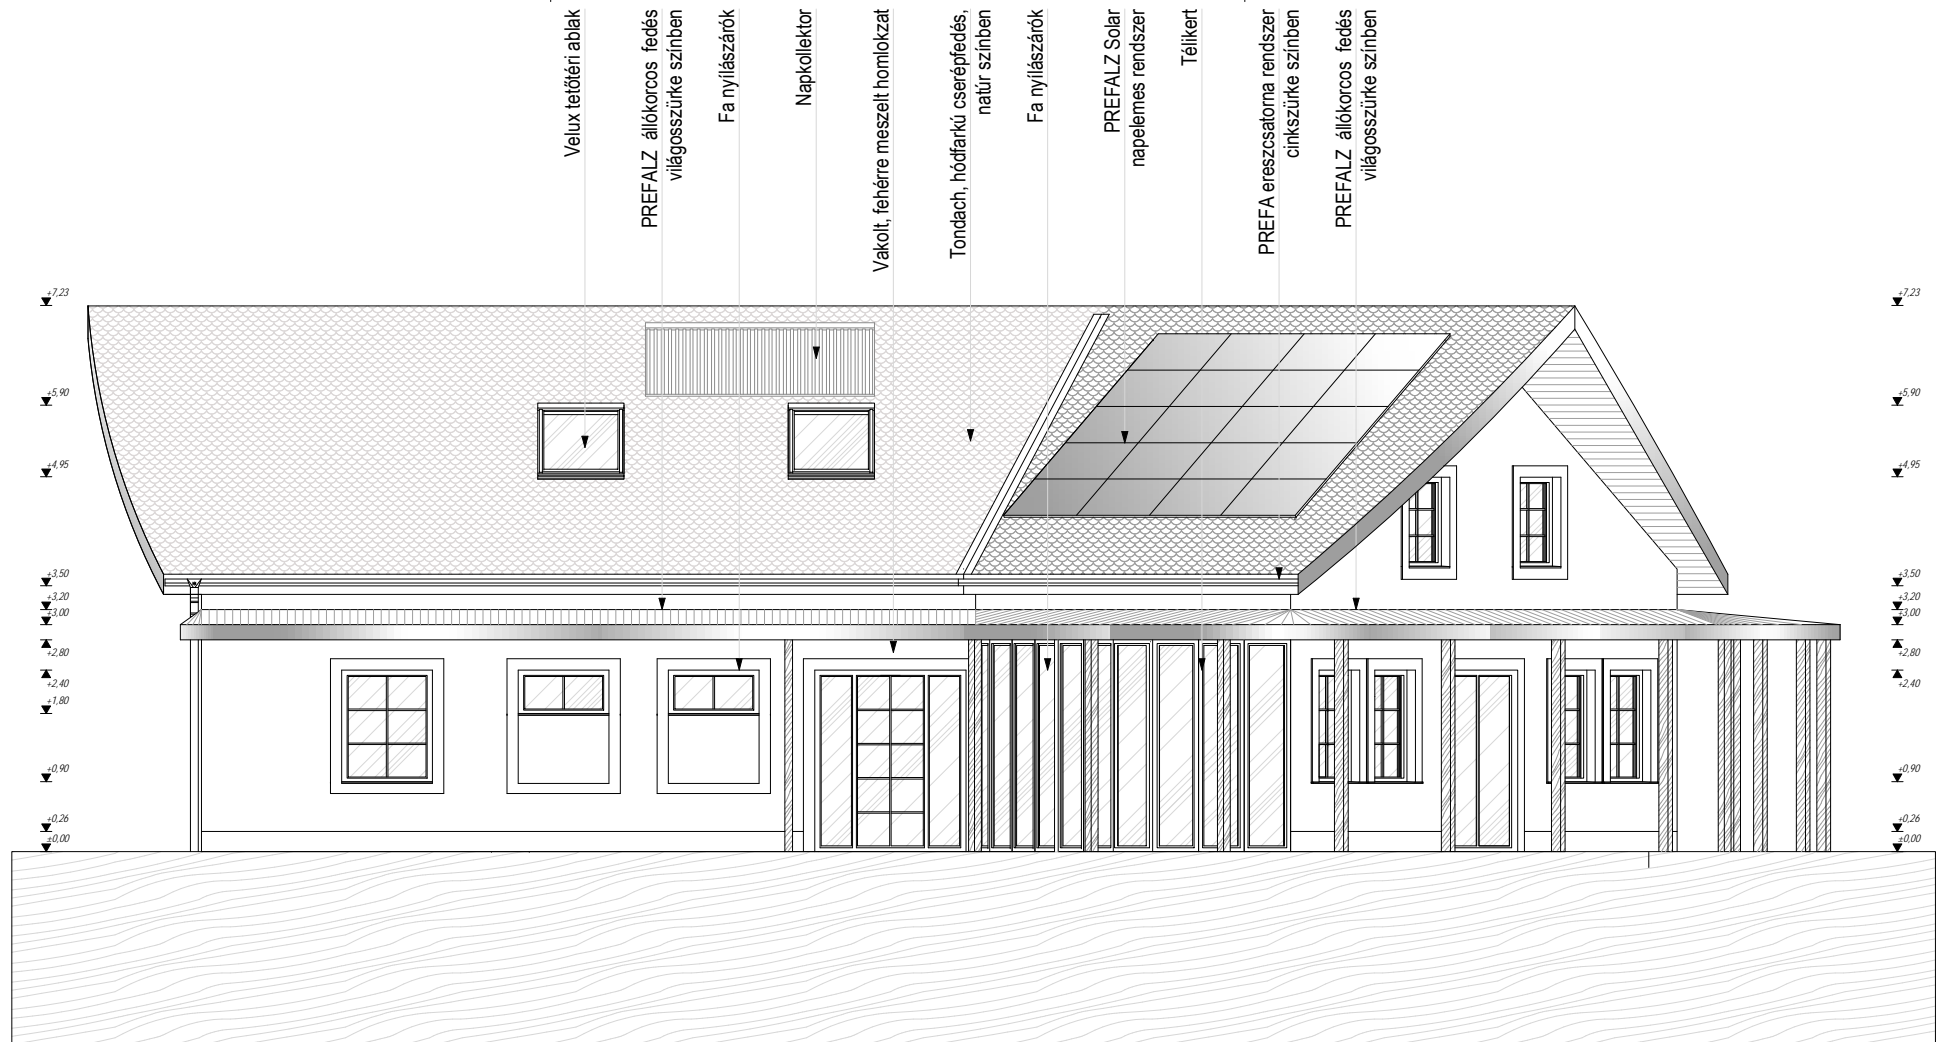 Velux tetőtéri ablak
PREFALZ állókorcos fedés
világosszürke színben
Fa nyílászárók
Napkollektor
Vakolt, fehérre meszelt homlokzat
Tondach, hódfarkú cserépfedés,
natúr színben
Fa nyílászárók
PREFALZ Solar
napelemes rendszer
Télikert
PREFA ereszcsatorna rendszer
cinkszürke színben
PREFALZ állókorcos fedés
világosszürke színben
+7,23
+5,90
+4,95
+3,50
+3,20
+3,00
+2,80
+2,40
+1,80
+0,90
+0,26
±0,00
+7,23
+5,90
+4,95
+3,50
+3,20
+3,00
+2,80
+2,40
+0,90
+0,26
±0,00